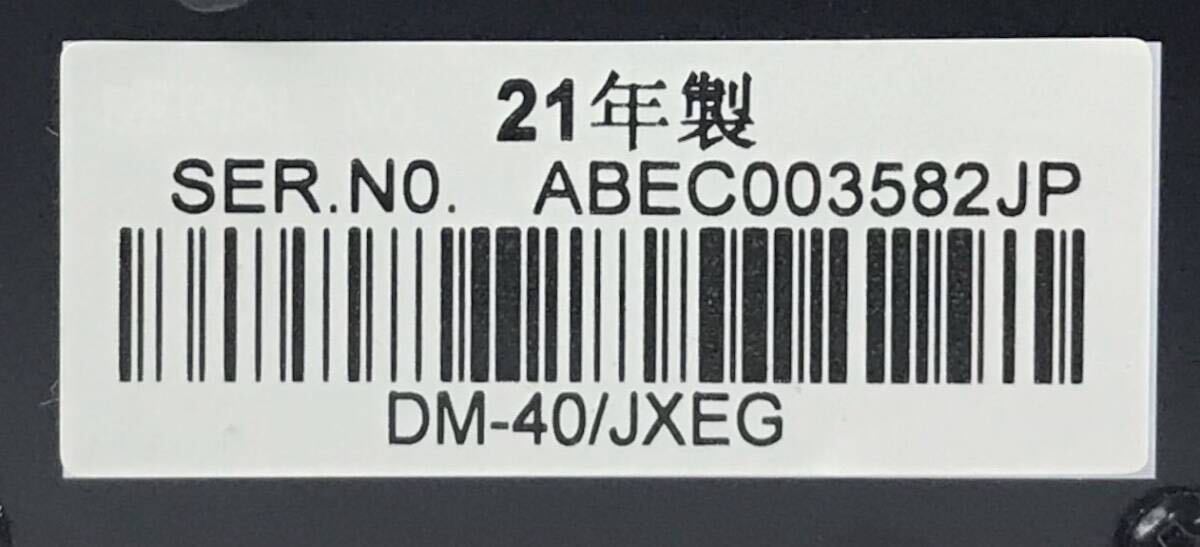 21年製
SER.N0. ABEC003582JP
DM-40/JXEG